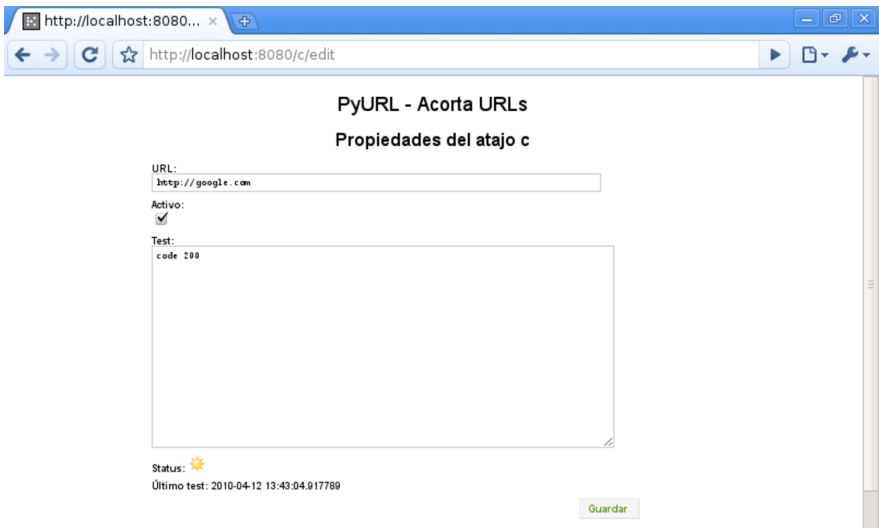 http://localhost:8080...
http://localhost:8080/c/edit
PyURL - Acorta URLs
Propiedades del atajo c
URL:
http://google.com
Activo:
Test:
code 200
Status:
Último test: 2010-04-12 13:43:04.917789
Guardar